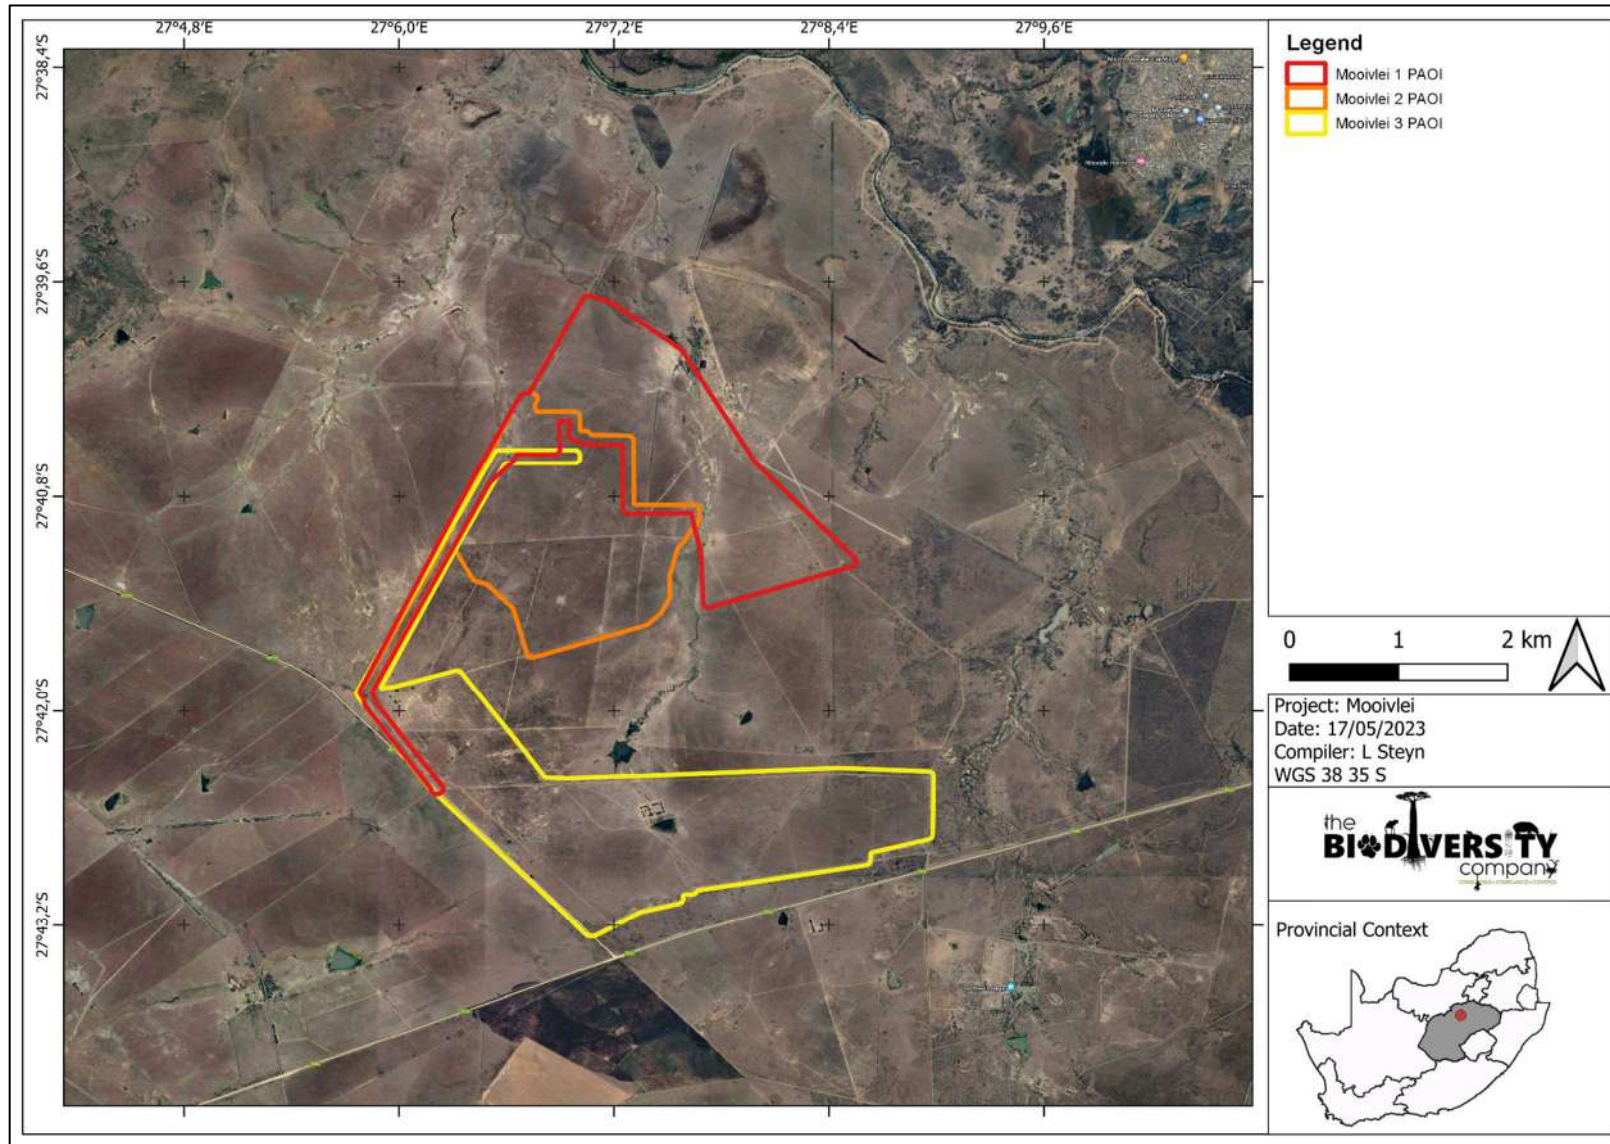 27°4,8'E 27°6,0'E 27°7,2'E 27°8,4'E 27°9,6'E
27°38,4'S
27°39,6'S
27°40,8'S
27°42,0'S
27°43,2'S
Legend
Mooivlei 1 PAOI
Mooivlei 2 PAOI
Mooivlei 3 PAOI
0 1 2 km
Project: Mooivlei
Date: 17/05/2023
Compiler: L Steyn
WGS 38 35 S
the
BIODIVERSITY
company
Provincial Context